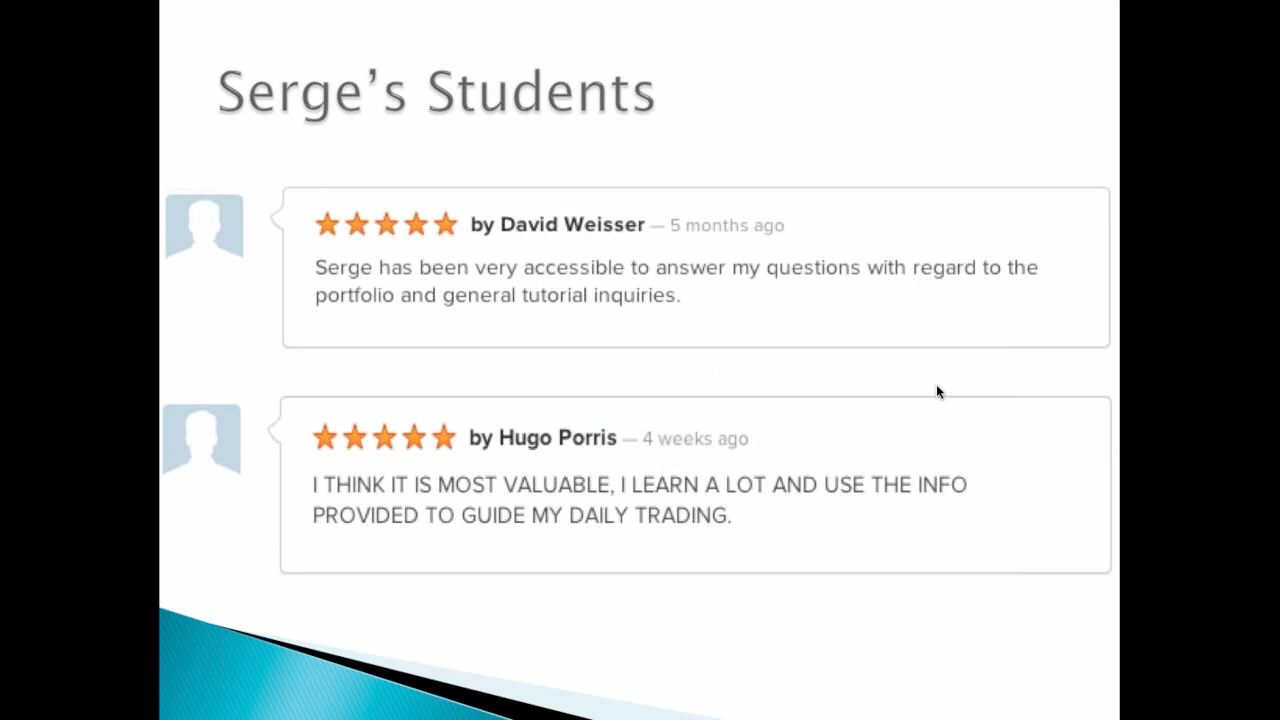 Serge's Students
by David Weisser — 5 months ago
Serge has been very accessible to answer my questions with regard to the
portfolio and general tutorial inquiries.
by Hugo Porris — 4 weeks ago
I THINK IT IS MOST VALUABLE, I LEARN A LOT AND USE THE INFO
PROVIDED TO GUIDE MY DAILY TRADING.